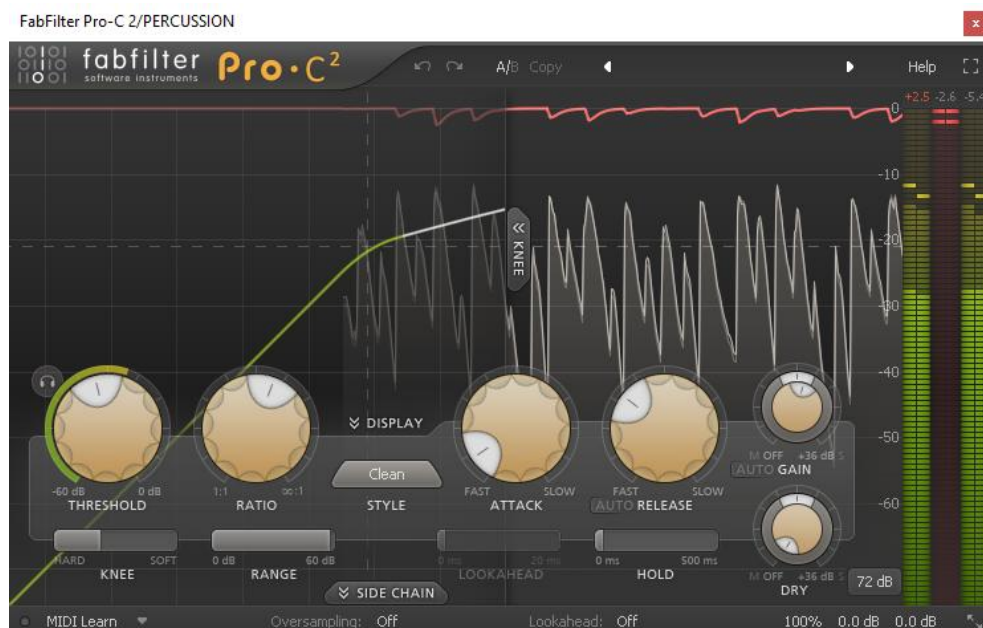 FabFilter Pro-C 2/PERCUSSION
x
fabfilter
software instruments
Pro·C²
A/B Copy
Help
+2.5 -2.6 -5.4
0
-10
-20
-30
-40
-50
-60
KNEE
DISPLAY
Clean
STYLE
-60 dB 0 dB
THRESHOLD
1:1 ∞:1
RATIO
FAST SLOW
ATTACK
FAST SLOW
AUTO RELEASE
M OFF +36 dB S
AUTO GAIN
HARD SOFT
KNEE
0 dB 60 dB
RANGE
0 ms 20 ms
LOOKAHEAD
0 ms 500 ms
HOLD
M OFF +36 dB S
DRY
72 dB
SIDE CHAIN
MIDI Learn
Oversampling: Off
Lookahead: Off
100% 0.0 dB 0.0 dB